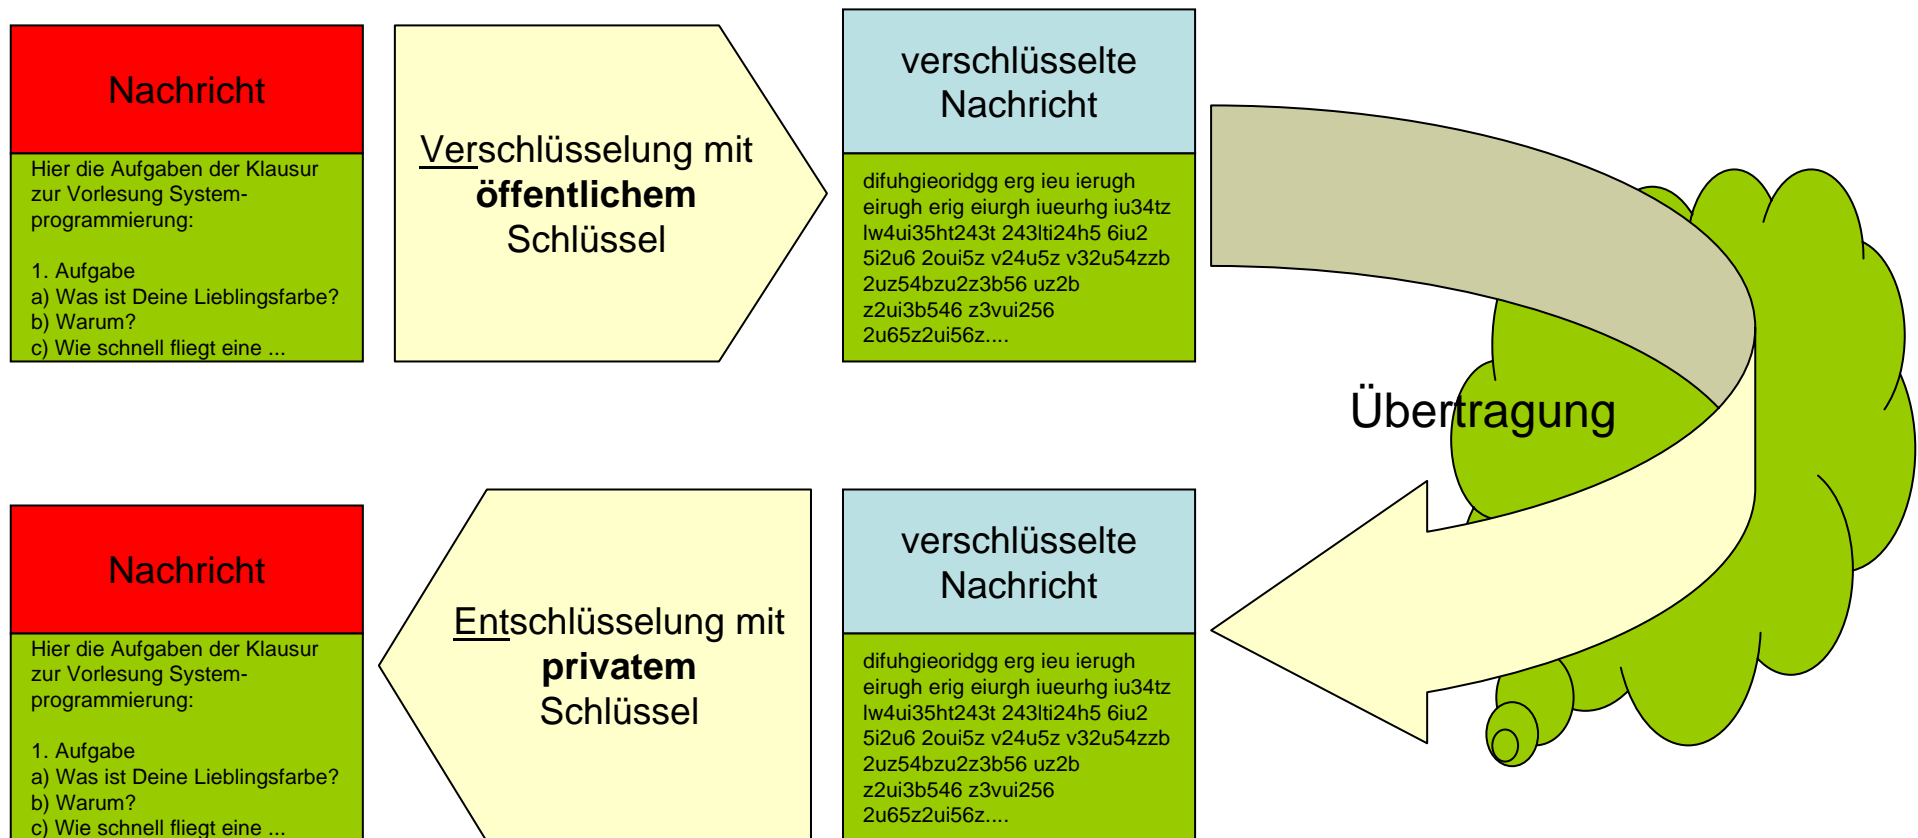 Nachricht
Hier die Aufgaben der Klausur
zur Vorlesung System-
programmierung:
1. Aufgabe
a) Was ist Deine Lieblingsfarbe?
b) Warum?
c) Wie schnell fliegt eine ...
Verschlüsselung mit
öffentlichem
Schlüssel
verschlüsselte
Nachricht
difuhgieoridgg erg ieu ierugh
eirugh erig eiurgh iueurhg iu34tz
lw4ui35ht243t 243lti24h5 6iu2
5i2u6 2oui5z v24u5z v32u54zzb
2uz54bzu2z3b56 uz2b
z2ui3b546 z3vui256
2u65z2ui56z....
Übertragung
verschlüsselte
Nachricht
difuhgieoridgg erg ieu ierugh
eirugh erig eiurgh iueurhg iu34tz
lw4ui35ht243t 243lti24h5 6iu2
5i2u6 2oui5z v24u5z v32u54zzb
2uz54bzu2z3b56 uz2b
z2ui3b546 z3vui256
2u65z2ui56z....
Entschlüsselung mit
privatem
Schlüssel
Nachricht
Hier die Aufgaben der Klausur
zur Vorlesung System-
programmierung:
1. Aufgabe
a) Was ist Deine Lieblingsfarbe?
b) Warum?
c) Wie schnell fliegt eine ...